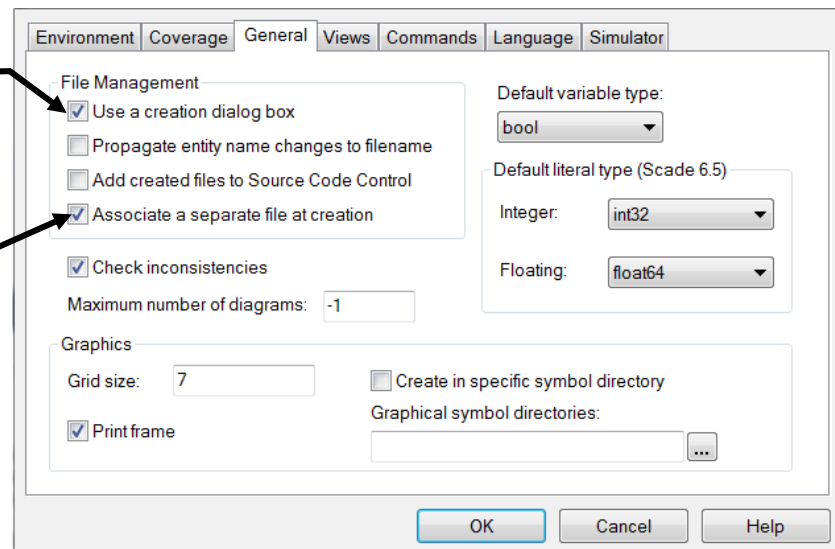 Environment Coverage General Views Commands Language Simulator
File Management
Use a creation dialog box
Propagate entity name changes to filename
Add created files to Source Code Control
Associate a separate file at creation
Default variable type:
bool
Default literal type (Scade 6.5)
Integer: int32
Floating: float64
Check inconsistencies
Maximum number of diagrams: -1
Graphics
Grid size: 7
Print frame
Create in specific symbol directory
Graphical symbol directories:
...
OK Cancel Help